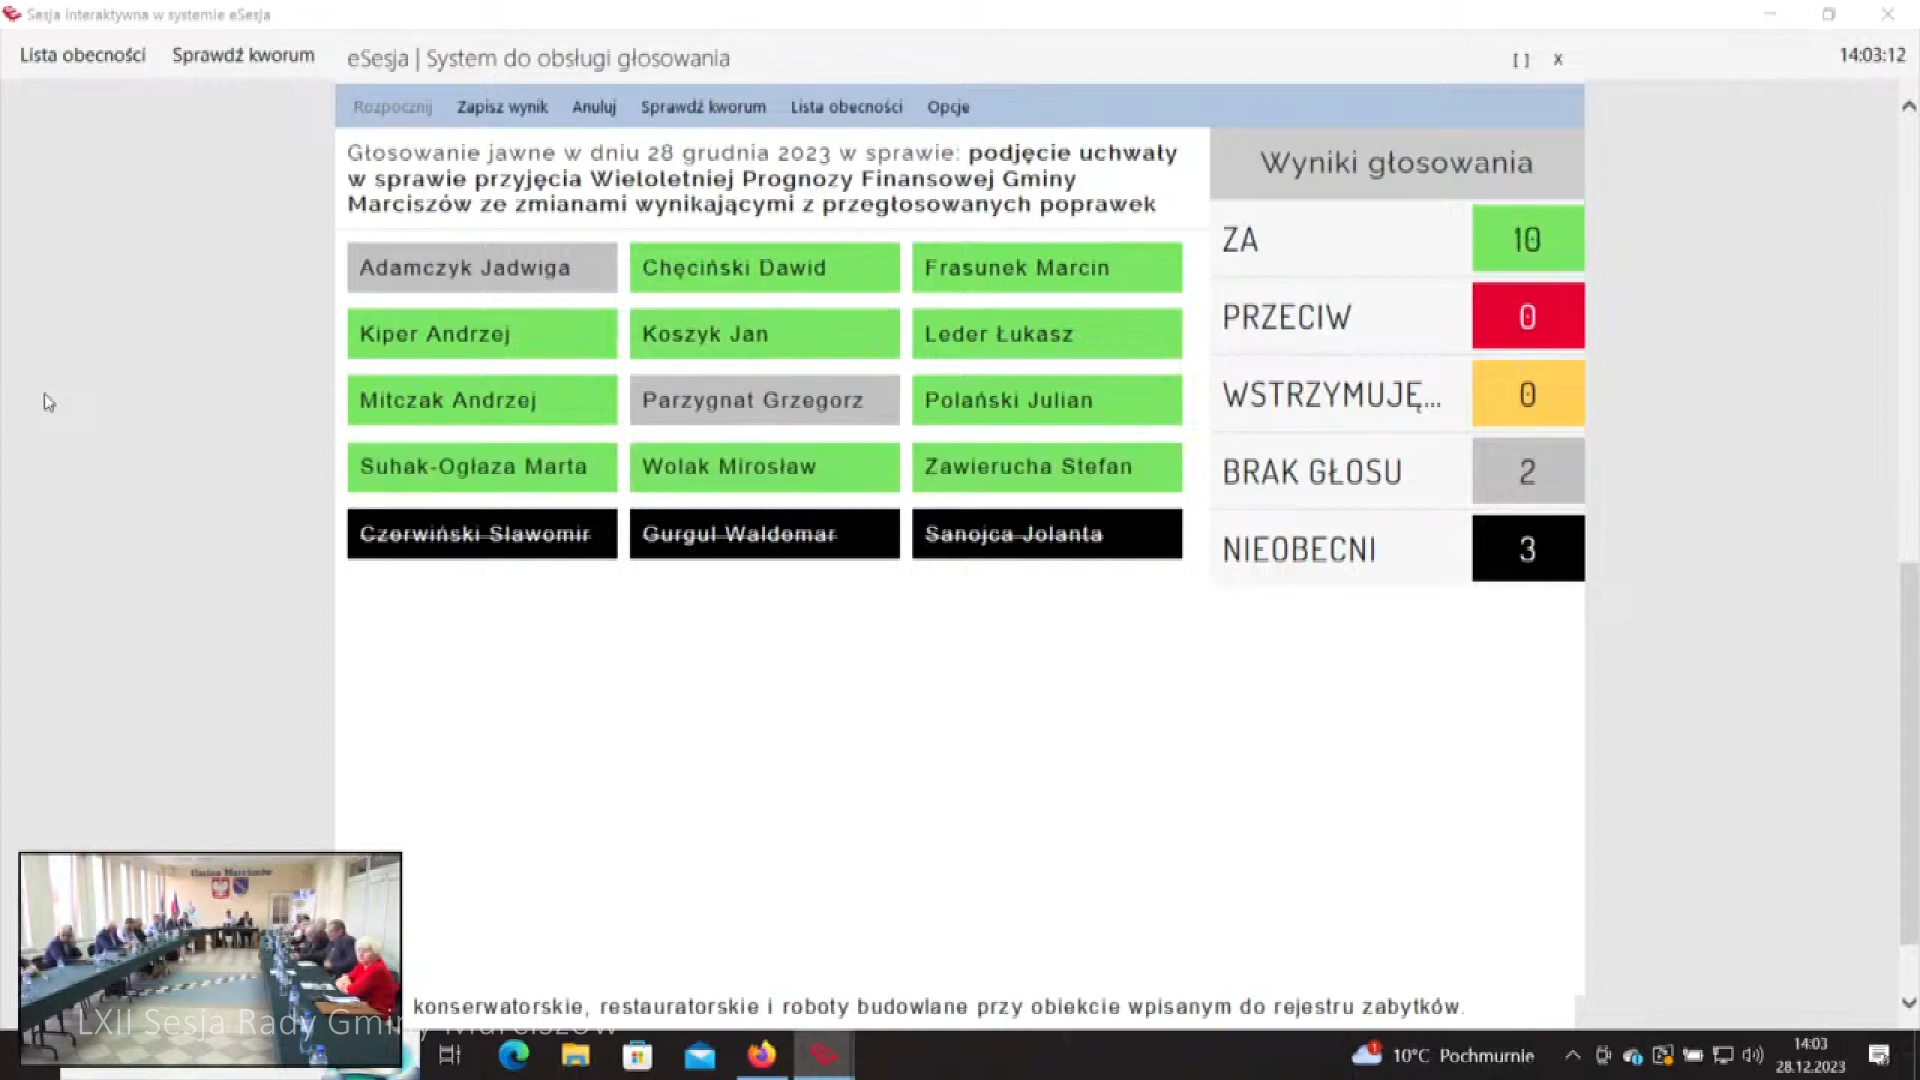 Sesja interaktywna w systemie eSesja
Lista obecności Sprawdź kworum eSesja | System do obsługi głosowania [ ] x 14:03:12
Rozpocznij Zapisz wynik Anuluj Sprawdź kworum Lista obecności Opcje
Głosowanie jawne w dniu 28 grudnia 2023 w sprawie: podjęcie uchwały
w sprawie przyjęcia Wieloletniej Prognozy Finansowej Gminy
Marciszów ze zmianami wynikającymi z przegłosowanych poprawek
Adamczyk Jadwiga Chęciński Dawid Frasunek Marcin
Kiper Andrzej Koszyk Jan Leder Łukasz
Mitczak Andrzej Parzygnat Grzegorz Polański Julian
Suhak-Ogłaza Marta Wolak Mirosław Zawierucha Stefan
Czerwiński Sławomir Gurgul Waldemar Sanojca Jolanta
Wyniki głosowania
ZA 10
PRZECIW 0
WSTRZYMUJĘ... 0
BRAK GŁOSU 2
NIEOBECNI 3
Gmina Marciszów
konserwatorskie, restauratorskie i roboty budowlane przy obiekcie wpisanym do rejestru zabytków.
LXII Sesja Rady Gminy Marciszów
1
10°C Pochmurnie
14:03
28.12.2023